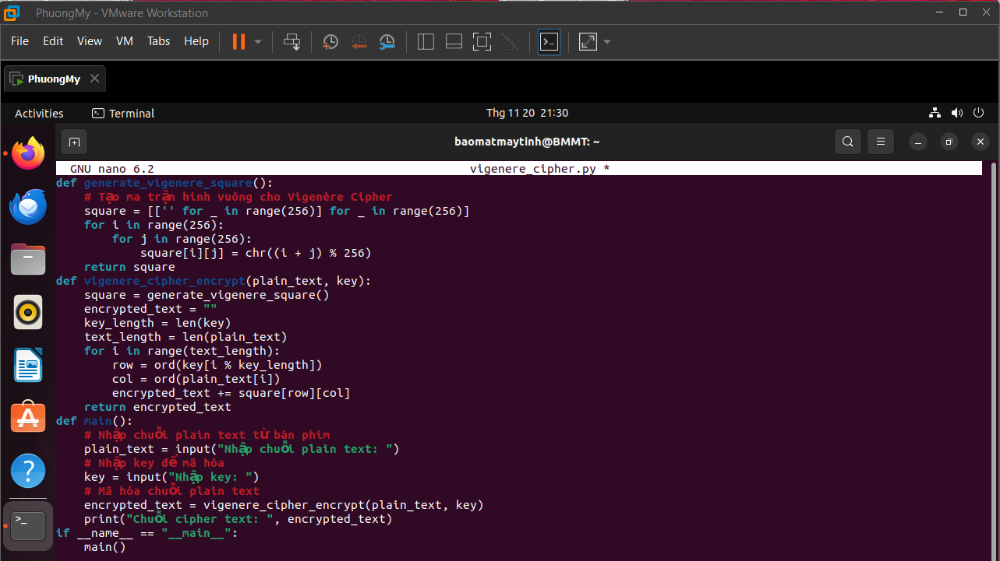 PhuongMy - VMware Workstation
File Edit View VM Tabs Help
PhuongMy
Activities Terminal Thg 11 20 21:30
baomatmaytinh@BMMT: ~
GNU nano 6.2 vigenere_cipher.py *
def generate_vigenere_square():
    # Tạo ma trận hình vuông cho Vigenère Cipher
    square = [['' for _ in range(256)] for _ in range(256)]
    for i in range(256):
        for j in range(256):
            square[i][j] = chr((i + j) % 256)
    return square
def vigenere_cipher_encrypt(plain_text, key):
    square = generate_vigenere_square()
    encrypted_text = ""
    key_length = len(key)
    text_length = len(plain_text)
    for i in range(text_length):
        row = ord(key[i % key_length])
        col = ord(plain_text[i])
        encrypted_text += square[row][col]
    return encrypted_text
def main():
    # Nhập chuỗi plain text từ bàn phím
    plain_text = input("Nhập chuỗi plain text: ")
    # Nhập key để mã hóa
    key = input("Nhập key: ")
    # Mã hóa chuỗi plain text
    encrypted_text = vigenere_cipher_encrypt(plain_text, key)
    print("Chuỗi cipher text: ", encrypted_text)
if __name__ == "__main__":
    main()